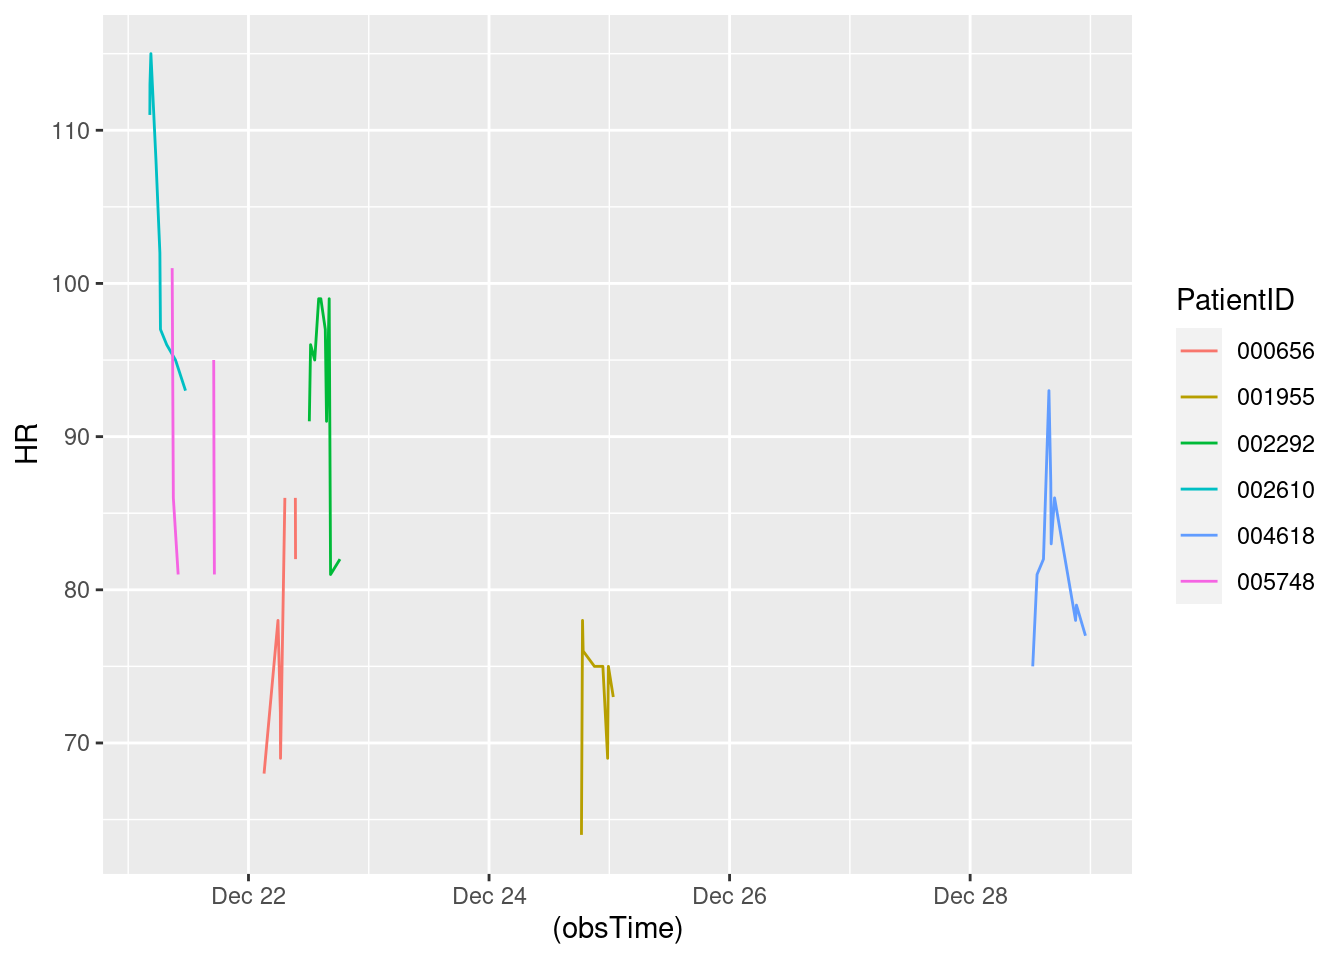 110
100
90
80
70
HR
Dec 22
Dec 24
Dec 26
Dec 28
(obsTime)
PatientID
000656
001955
002292
002610
004618
005748